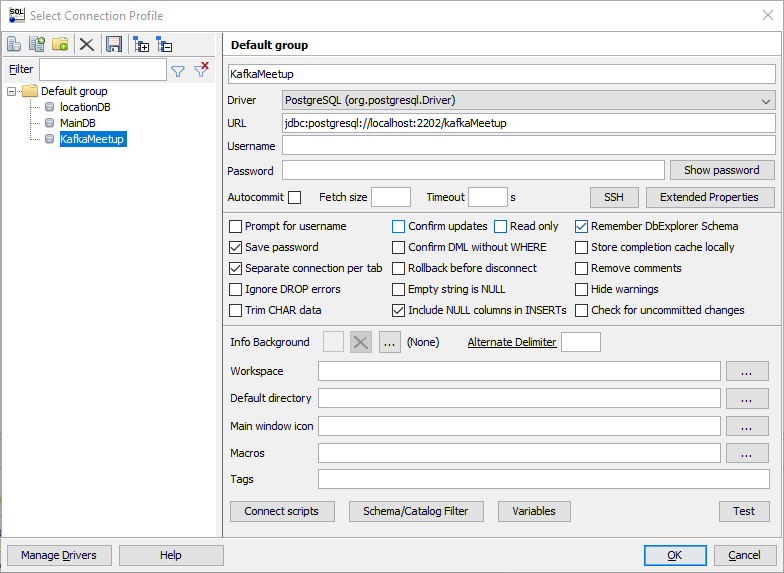 SQL
Select Connection Profile
Filter
Default group
locationDB
MainDB
KafkaMeetup
Default group
KafkaMeetup
Driver PostgreSQL (org.postgresql.Driver)
URL jdbc:postgresql://localhost:2202/kafkaMeetup
Username
Password Show password
Autocommit Fetch size Timeout s SSH Extended Properties
Prompt for username Confirm updates Read only Remember DbExplorer Schema
Save password Confirm DML without WHERE Store completion cache locally
Separate connection per tab Rollback before disconnect Remove comments
Ignore DROP errors Empty string is NULL Hide warnings
Trim CHAR data Include NULL columns in INSERTs Check for uncommitted changes
Info Background ... (None) Alternate Delimiter
Workspace ...
Default directory ...
Main window icon ...
Macros ...
Tags
Connect scripts Schema/Catalog Filter Variables Test
Manage Drivers Help OK Cancel